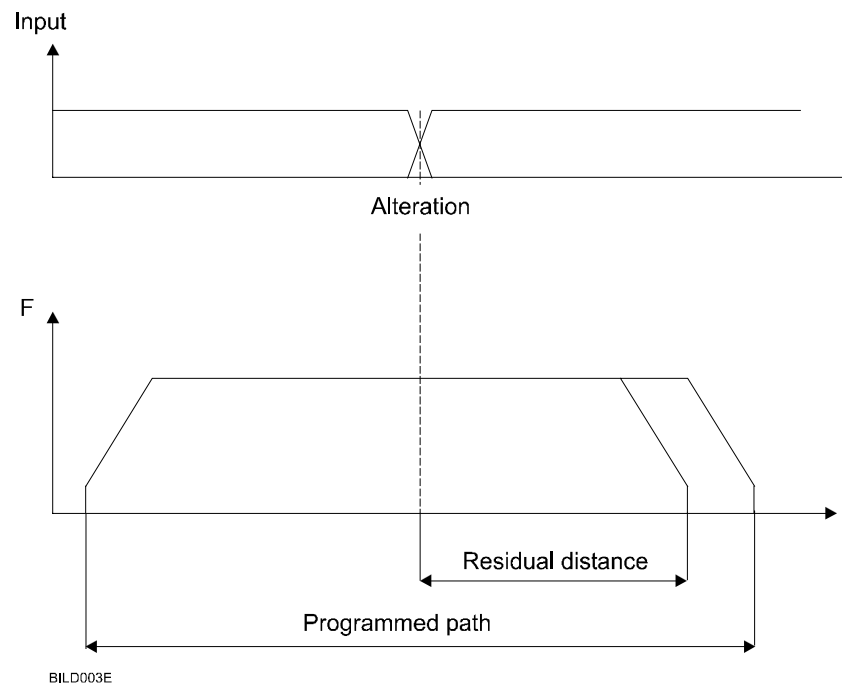 Input
Alteration
F
Residual distance
Programmed path
BILD003E